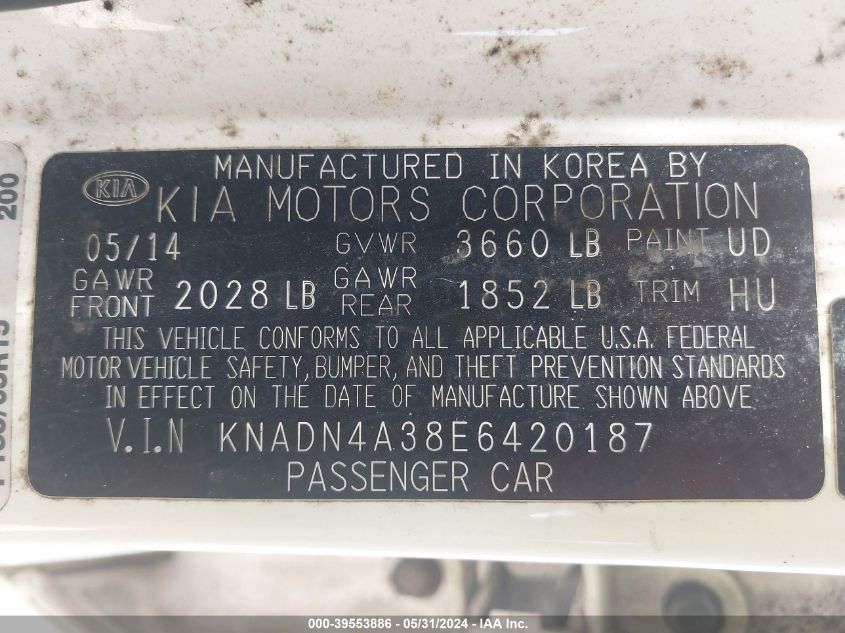 MANUFACTURED IN KOREA BY
KIA KIA MOTORS CORPORATION
05/14 GVWR 3660 LB PAINT UD
GAWR FRONT 2028 LB GAWR REAR 1852 LB TRIM HU
THIS VEHICLE CONFORMS TO ALL APPLICABLE U.S.A. FEDERAL
MOTOR VEHICLE SAFETY, BUMPER, AND THEFT PREVENTION STANDARDS
IN EFFECT ON THE DATE OF MANUFACTURE SHOWN ABOVE
V.I.N KNADN4A38E6420187
PASSENGER CAR
200
000-39553886 - 05/31/2024 - IAA Inc.